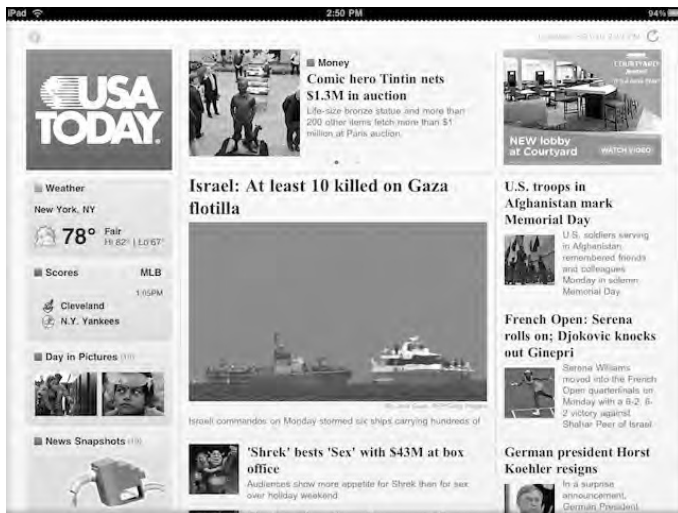 iPad
2:50 PM
94%
USA
TODAY
Money
Comic hero Tintin nets
$1.3M in auction
Life-size bronze statue and more than
200 other items fetch more than $1
million at Paris auction.
COURTYARD
NEW lobby
at Courtyard
WATCH VIDEO
Weather
New York, NY
78° Fair
Hi 82° | Lo 67°
Scores MLB
1:05PM
Cleveland
N.Y. Yankees
Day in Pictures
News Snapshots
Israel: At least 10 killed on Gaza
flotilla
Israeli commandos on Monday stormed six ships carrying hundreds of
'Shrek' bests 'Sex' with $43M at box
office
Audiences show more appetite for Shrek than for sex
over holiday weekend
U.S. troops in
Afghanistan mark
Memorial Day
U.S. soldiers serving
in Afghanistan
remembered friends
and colleagues
Monday in solemn
Memorial Day
French Open: Serena
rolls on; Djokovic knocks
out Ginepri
Serena Williams
moved into the French
Open quarterfinals on
Monday with a 6-2, 6-
2 victory against
Shahar Peer of Israel
German president Horst
Koehler resigns
In a surprise
announcement,
German President